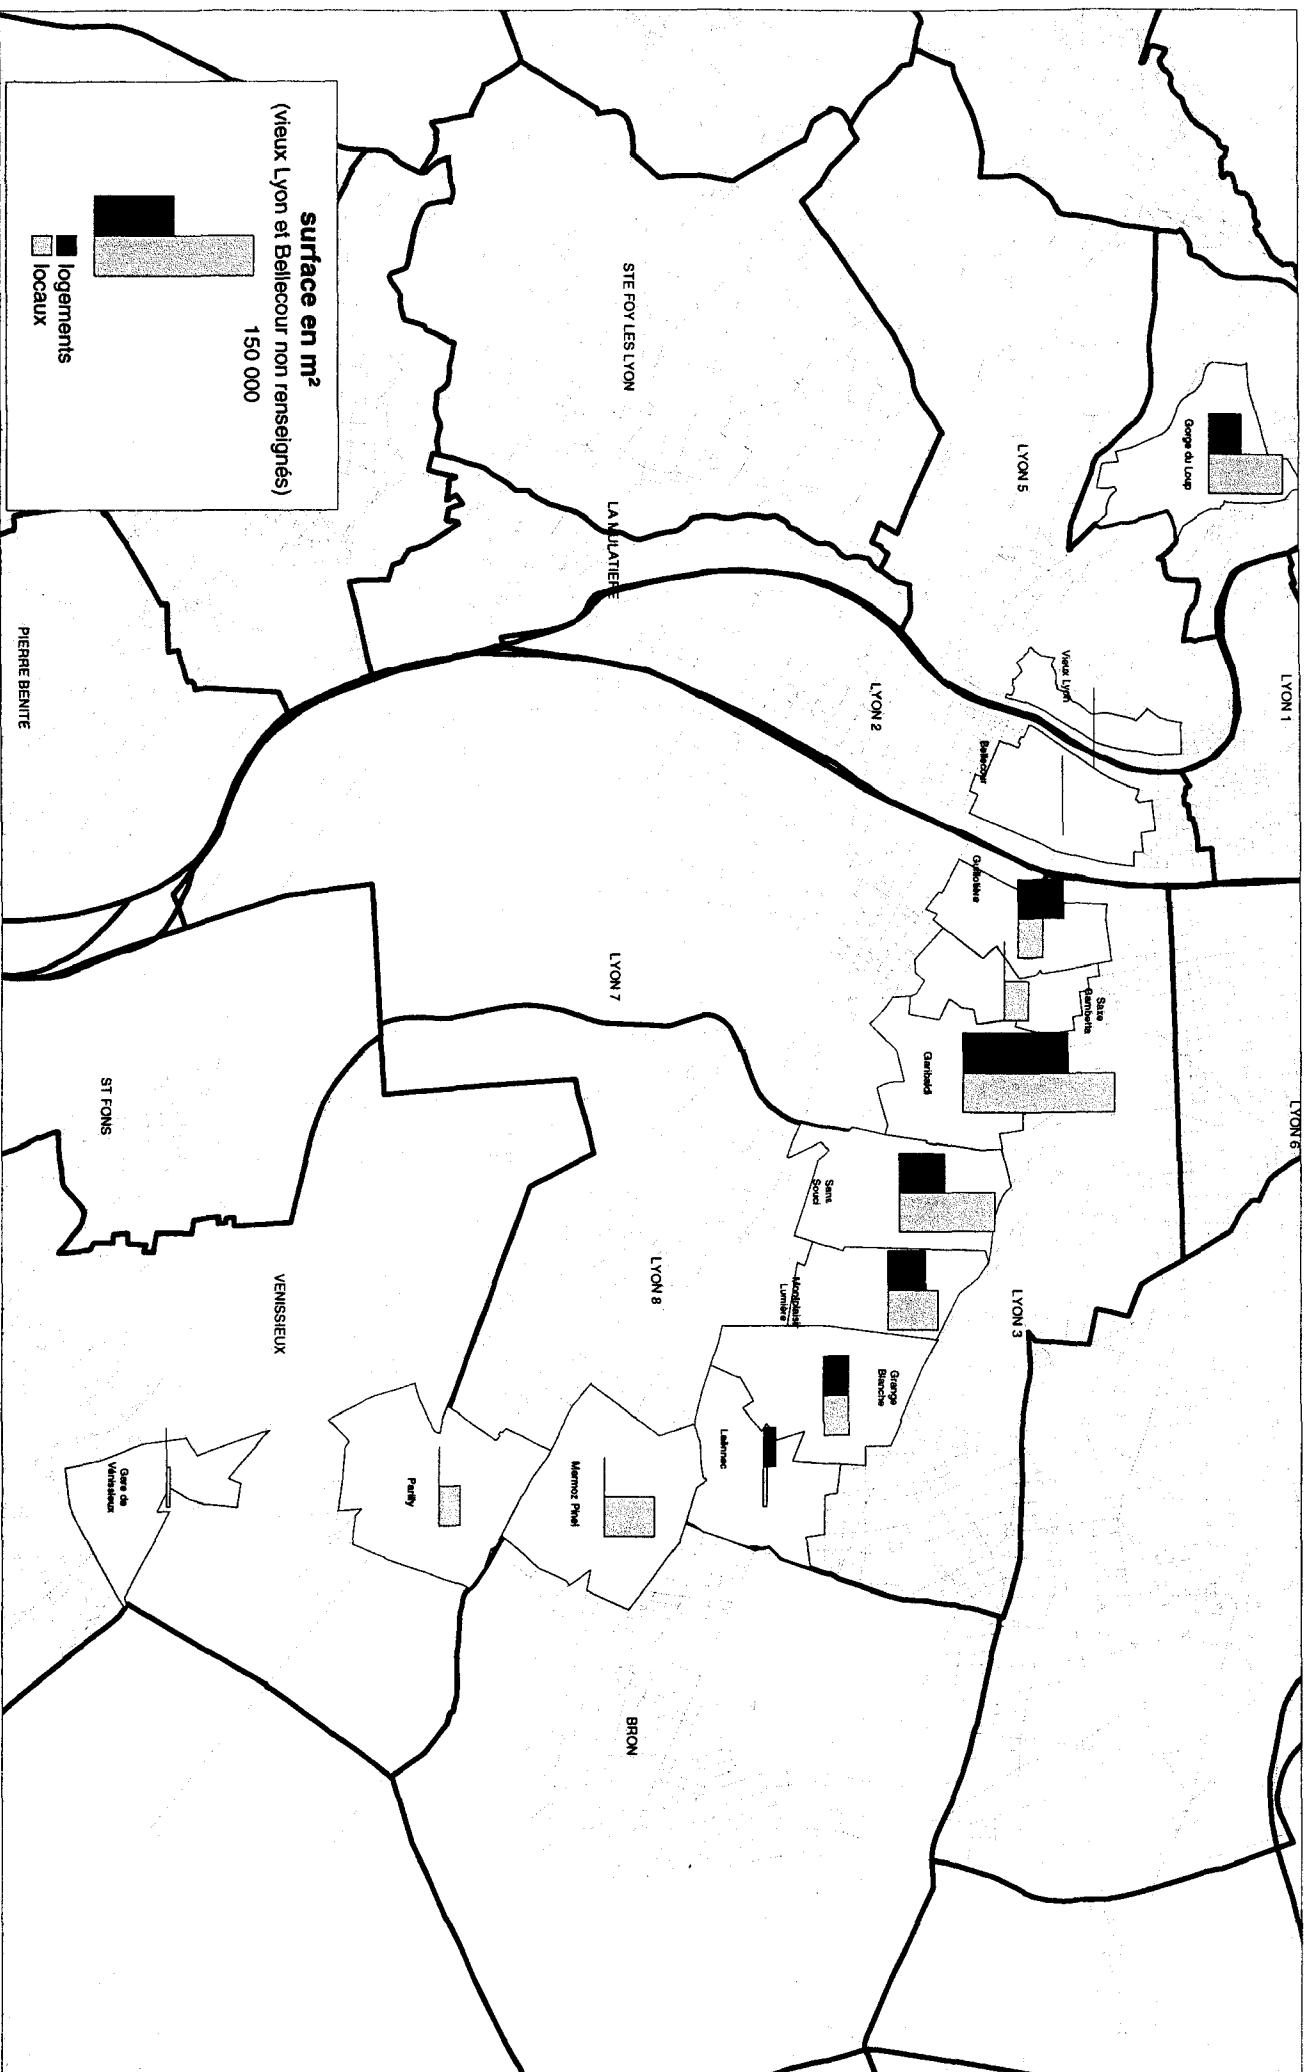 LYON 1
LYON 6
Gorge du Loup
LYON 5
Vieux Lyon
Bellecour
Guillotière
Saxe
Gambetta
Garibaldi
LYON 3
LYON 2
Sans
Souci
Montplaisir
Lumière
Grange
Blanche
Laënnec
STE FOY LES LYON
LA MULATIERE
LYON 7
LYON 8
Mermoz Pinel
BRON
Parilly
VENISSIEUX
Gare de
Vénissieux
ST FONS
PIERRE BENITE
surface en m²
(vieux Lyon et Bellecour non renseignés)
150 000
logements
locaux